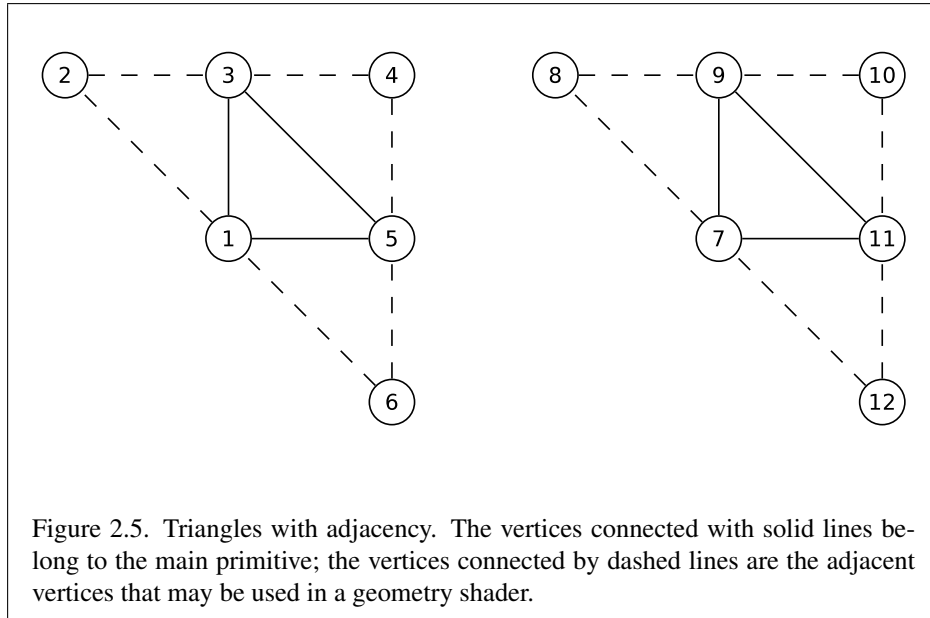 2 3 4 8 9 10
1 5 7 11
6 12
Figure 2.5. Triangles with adjacency. The vertices connected with solid lines be-
long to the main primitive; the vertices connected by dashed lines are the adjacent
vertices that may be used in a geometry shader.